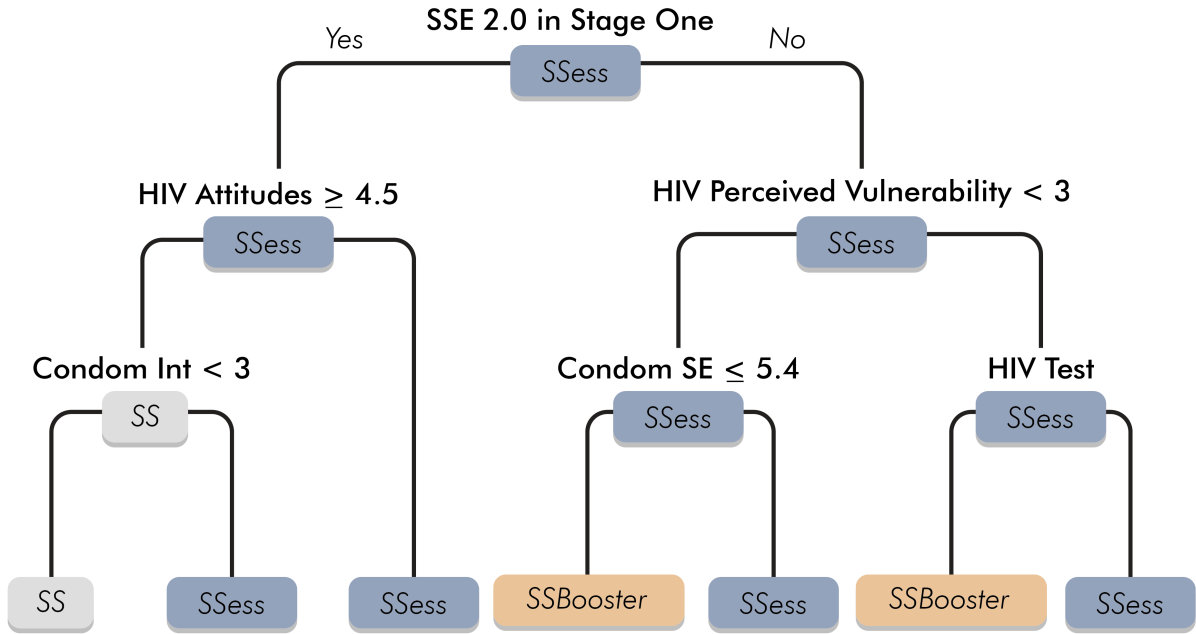 SSE 2.0 in Stage One
Yes
No
SSess
HIV Attitudes ≥ 4.5
HIV Perceived Vulnerability < 3
SSess
SSess
Condom Int < 3
Condom SE ≤ 5.4
HIV Test
SS
SSess
SSess
SS
SSess
SSess
SSBooster
SSess
SSBooster
SSess